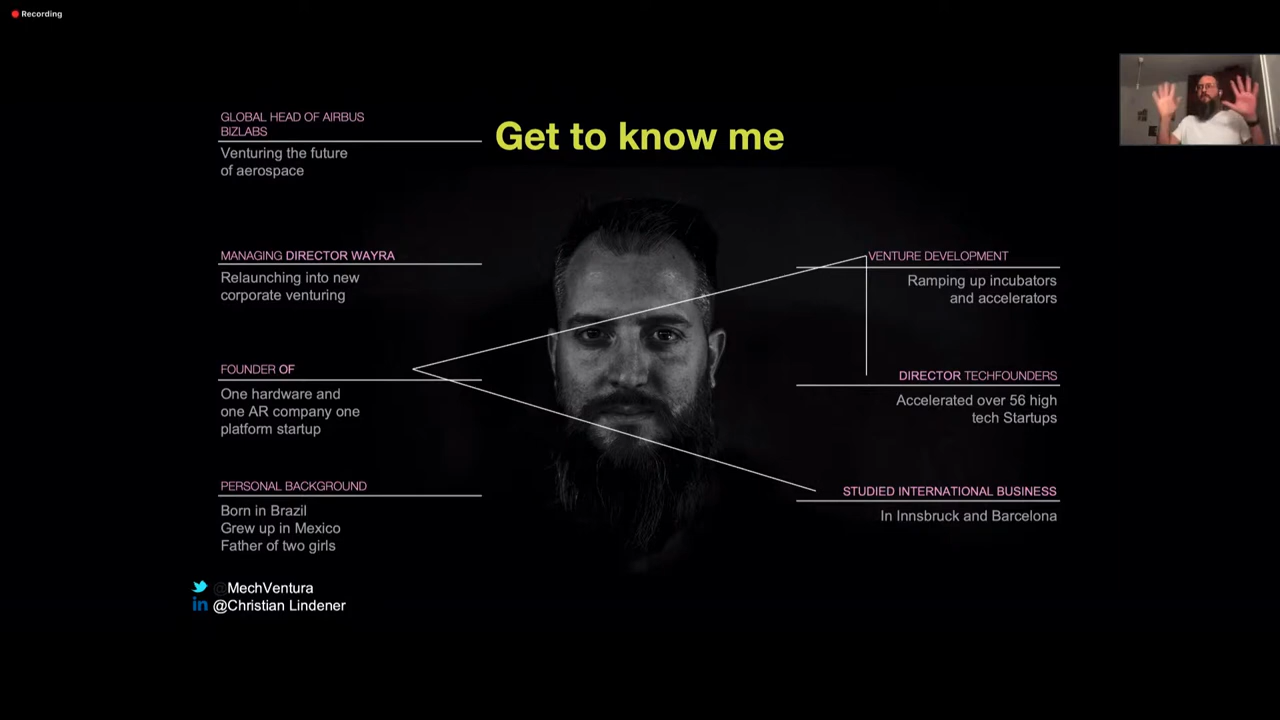 Recording
GLOBAL HEAD OF AIRBUS
BIZLABS
Get to know me
Venturing the future
of aerospace
MANAGING DIRECTOR WAYRA
Relaunching into new
corporate venturing
VENTURE DEVELOPMENT
Ramping up incubators
and accelerators
FOUNDER OF
One hardware and
one AR company one
platform startup
DIRECTOR TECHFOUNDERS
Accelerated over 56 high
tech Startups
PERSONAL BACKGROUND
Born in Brazil
Grew up in Mexico
Father of two girls
STUDIED INTERNATIONAL BUSINESS
In Innsbruck and Barcelona
@MechVentura
in @Christian Lindener